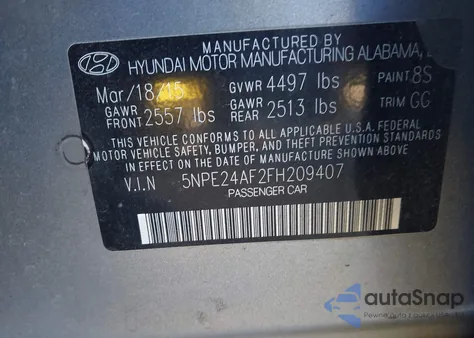 MANUFACTURED BY
HYUNDAI MOTOR MANUFACTURING ALABAMA,
Mar/18/15 GVWR 4497 lbs PAINT 8S
GAWR FRONT 2557 lbs GAWR REAR 2513 lbs TRIM GG
THIS VEHICLE CONFORMS TO ALL APPLICABLE U.S.A. FEDERAL
MOTOR VEHICLE SAFETY, BUMPER, AND THEFT PREVENTION STANDARDS
IN EFFECT ON THE DATE OF MANUFACTURE SHOWN ABOVE.
V.I.N 5NPE24AF2FH209407
PASSENGER CAR
autoSnap